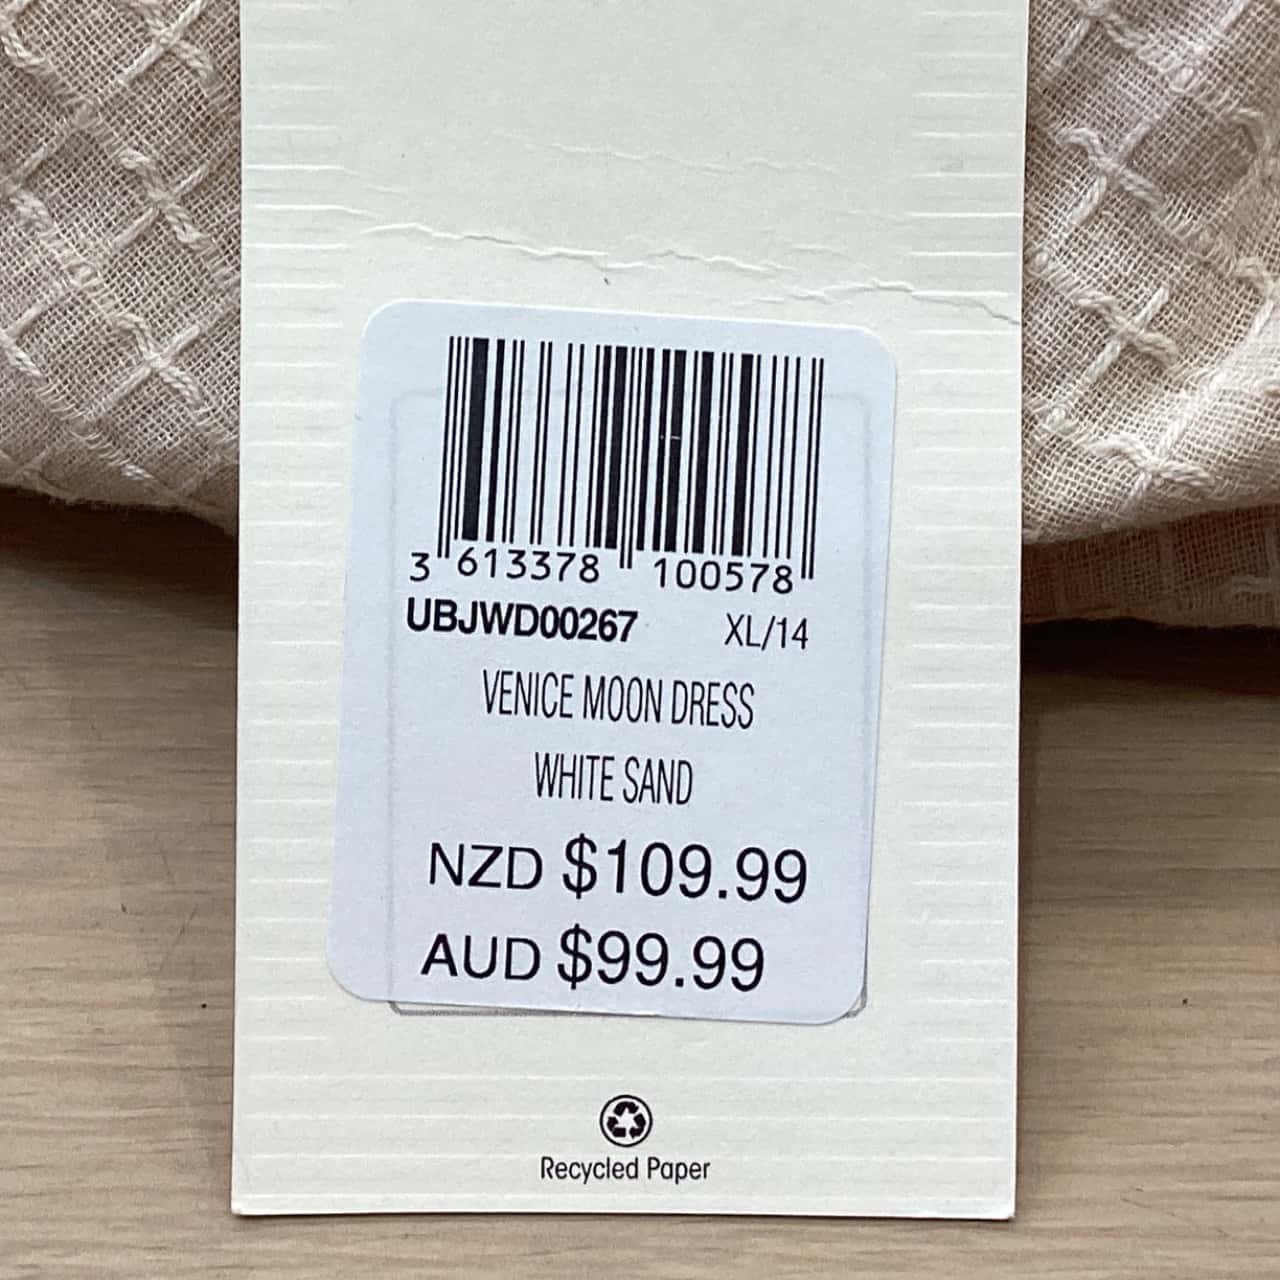 3 613378 100578
UBJWD00267 XL/14
VENICE MOON DRESS
WHITE SAND
NZD $109.99
AUD $99.99
Recycled Paper